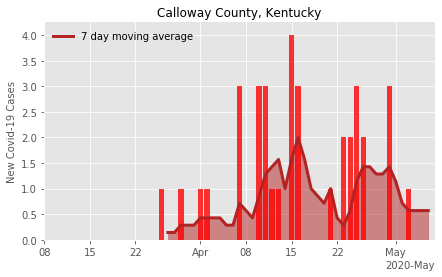 Calloway County, Kentucky
7 day moving average
New Covid-19 Cases
4.0
3.5
3.0
2.5
2.0
1.5
1.0
0.5
0.0
08 15 22 Apr 08 15 22 May
2020-May